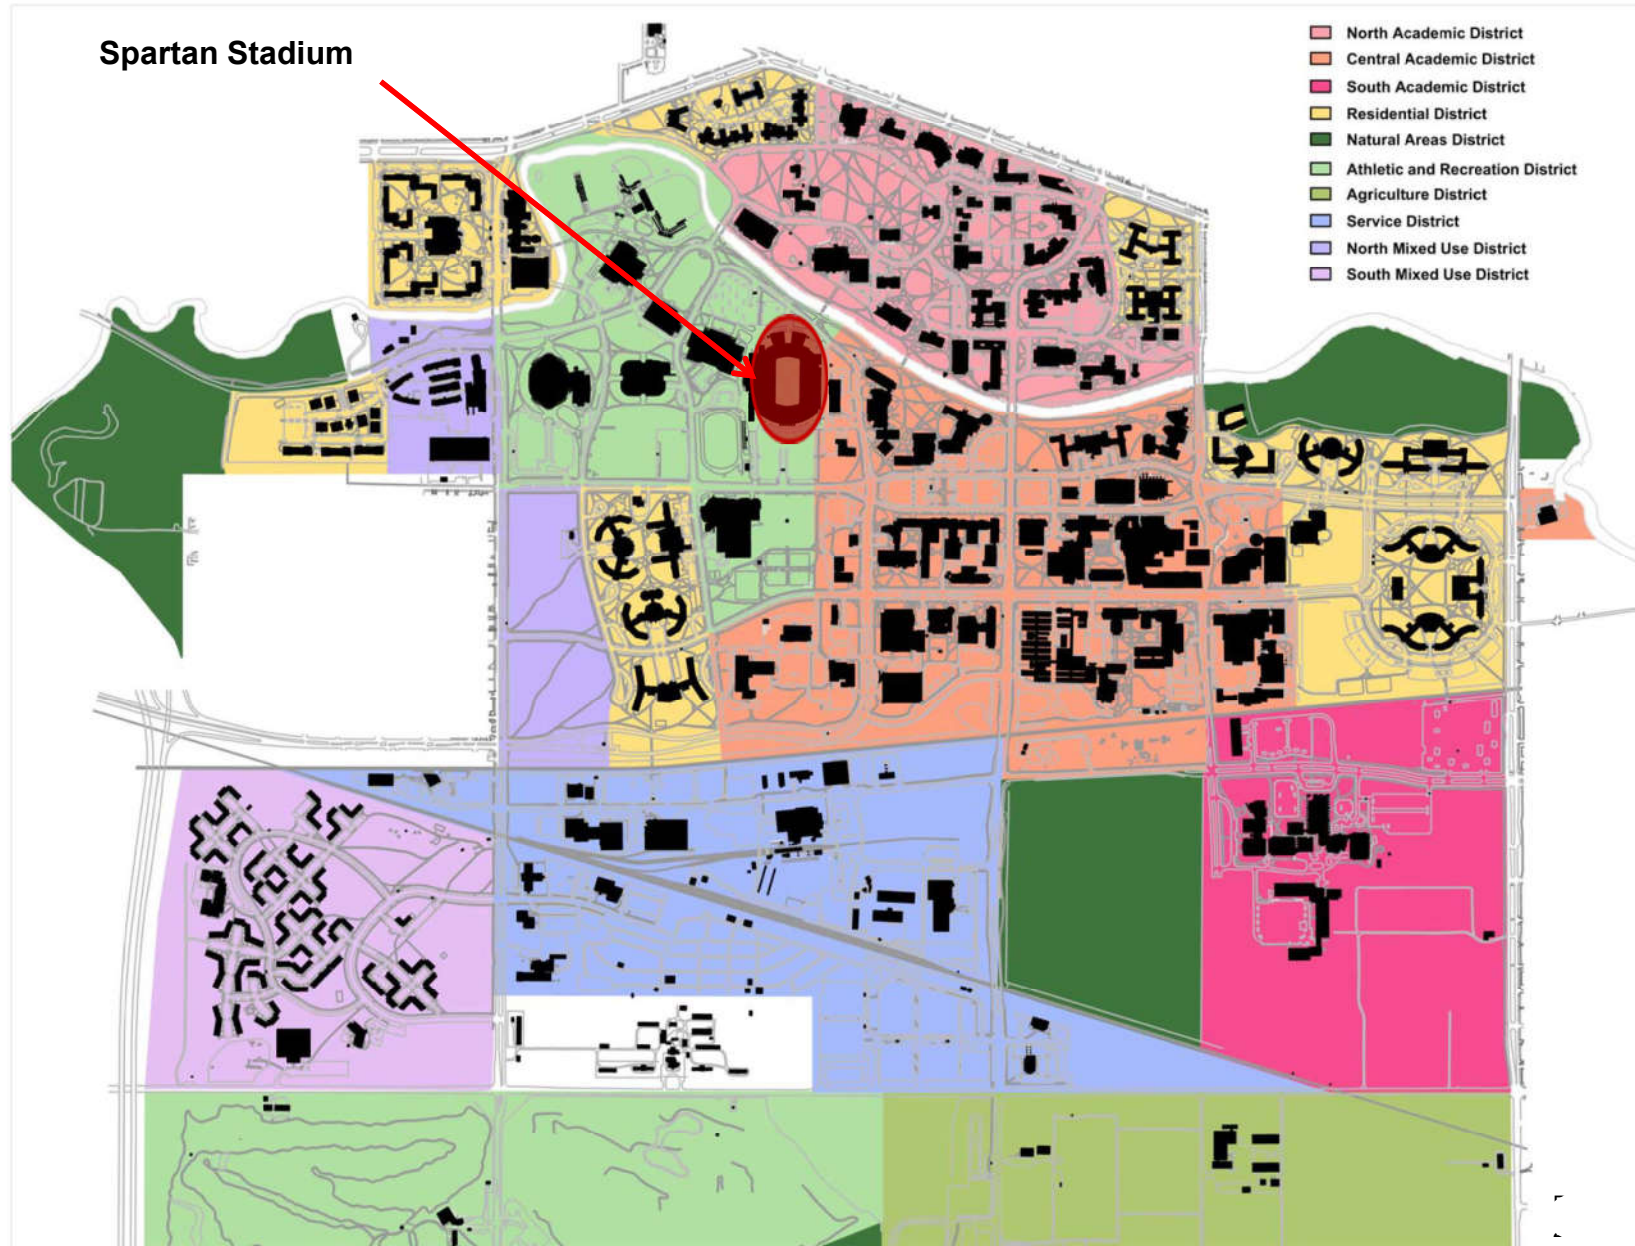 Spartan Stadium
North Academic District
Central Academic District
South Academic District
Residential District
Natural Areas District
Athletic and Recreation District
Agriculture District
Service District
North Mixed Use District
South Mixed Use District